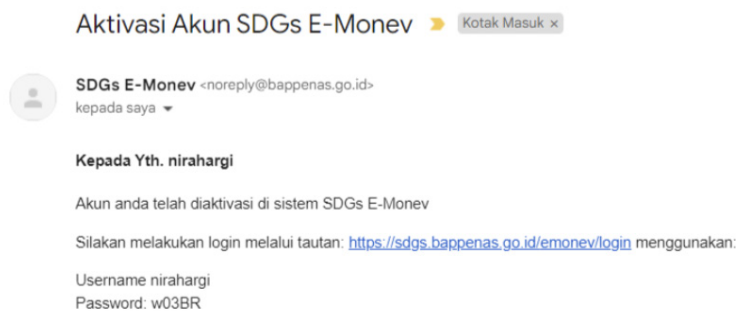 Aktivasi Akun SDGs E-Monev Kotak Masuk ×
SDGs E-Monev <noreply@bappenas.go.id>
kepada saya
Kepada Yth. nirahargi
Akun anda telah diaktivasi di sistem SDGs E-Monev
Silakan melakukan login melalui tautan: https://sdgs.bappenas.go.id/emonev/login menggunakan:
Username nirahargi
Password: w03BR